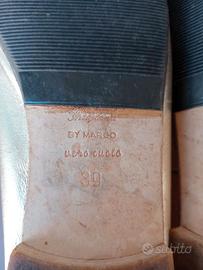 BY MARCO
vero cuoio
39
subito